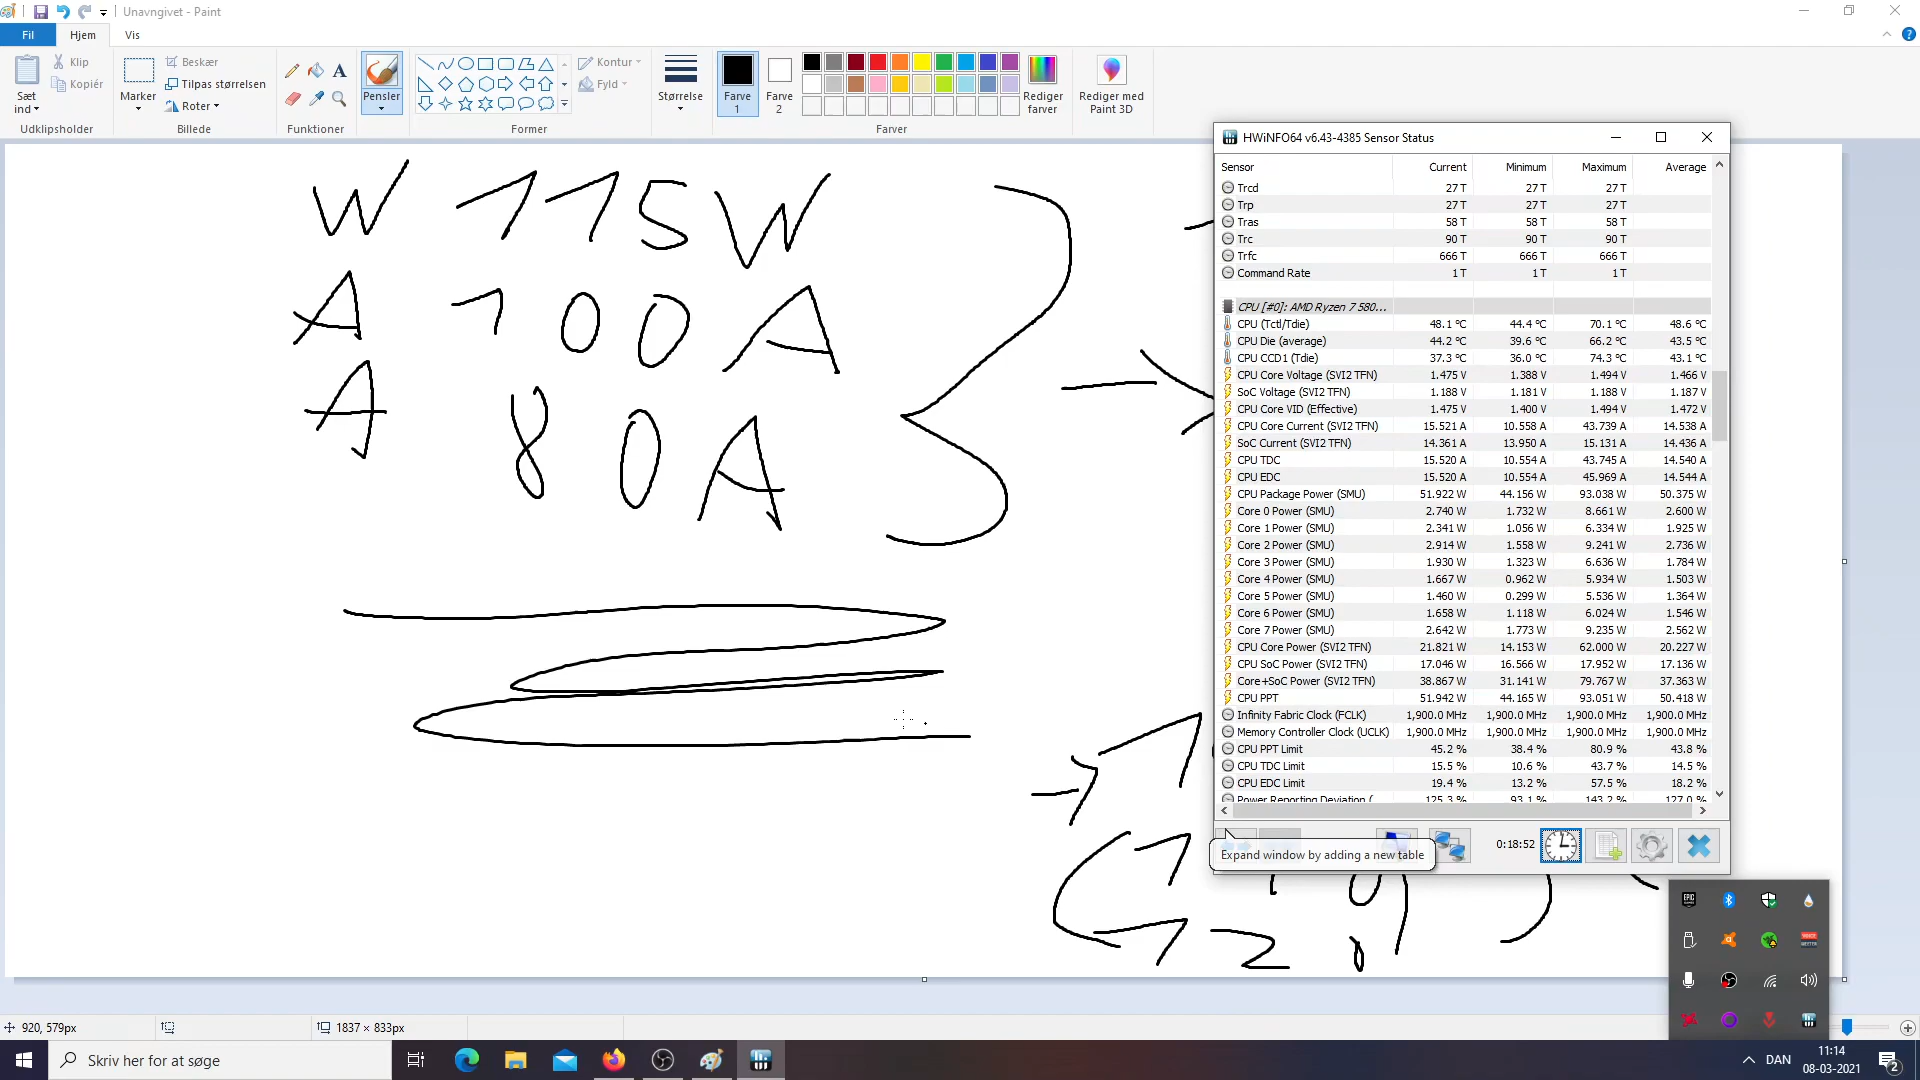 Unavngivet - Paint
Fil Hjem Vis
Sæt ind
Klip
Kopiér
Udklipsholder
Marker
Beskær
Tilpas størrelsen
Roter
Billede
A
Funktioner
Pensler
Kontur
Fyld
Former
Størrelse
Farve 1
Farve 2
Rediger farver
Farver
Rediger med Paint 3D
W 115W
A 100A
A 80A
HWiNFO64 v6.43-4385 Sensor Status
Sensor Current Minimum Maximum Average
Trcd 27 T 27 T 27 T
Trp 27 T 27 T 27 T
Tras 58 T 58 T 58 T
Trc 90 T 90 T 90 T
Trfc 666 T 666 T 666 T
Command Rate 1 T 1 T 1 T
CPU [#0]: AMD Ryzen 7 580...
CPU (Tctl/Tdie) 48.1 °C 44.4 °C 70.1 °C 48.6 °C
CPU Die (average) 44.2 °C 39.6 °C 66.2 °C 43.5 °C
CPU CCD1 (Tdie) 37.3 °C 36.0 °C 74.3 °C 43.1 °C
CPU Core Voltage (SVI2 TFN) 1.475 V 1.388 V 1.494 V 1.466 V
SoC Voltage (SVI2 TFN) 1.188 V 1.181 V 1.188 V 1.187 V
CPU Core VID (Effective) 1.475 V 1.400 V 1.494 V 1.472 V
CPU Core Current (SVI2 TFN) 15.521 A 10.558 A 43.739 A 14.538 A
SoC Current (SVI2 TFN) 14.361 A 13.950 A 15.131 A 14.436 A
CPU TDC 15.520 A 10.554 A 43.745 A 14.540 A
CPU EDC 15.520 A 10.554 A 45.969 A 14.544 A
CPU Package Power (SMU) 51.922 W 44.156 W 93.038 W 50.375 W
Core 0 Power (SMU) 2.740 W 1.732 W 8.661 W 2.600 W
Core 1 Power (SMU) 2.341 W 1.056 W 6.334 W 1.925 W
Core 2 Power (SMU) 2.914 W 1.558 W 9.241 W 2.736 W
Core 3 Power (SMU) 1.930 W 1.323 W 6.636 W 1.784 W
Core 4 Power (SMU) 1.667 W 0.962 W 5.934 W 1.503 W
Core 5 Power (SMU) 1.460 W 0.299 W 5.536 W 1.364 W
Core 6 Power (SMU) 1.658 W 1.118 W 6.024 W 1.546 W
Core 7 Power (SMU) 2.642 W 1.773 W 9.235 W 2.562 W
CPU Core Power (SVI2 TFN) 21.821 W 14.153 W 62.000 W 20.227 W
CPU SoC Power (SVI2 TFN) 17.046 W 16.566 W 17.952 W 17.136 W
Core+SoC Power (SVI2 TFN) 38.867 W 31.141 W 79.767 W 37.363 W
CPU PPT 51.942 W 44.165 W 93.051 W 50.418 W
Infinity Fabric Clock (FCLK) 1,900.0 MHz 1,900.0 MHz 1,900.0 MHz 1,900.0 MHz
Memory Controller Clock (UCLK) 1,900.0 MHz 1,900.0 MHz 1,900.0 MHz 1,900.0 MHz
CPU PPT Limit 45.2 % 38.4 % 80.9 % 43.8 %
CPU TDC Limit 15.5 % 10.6 % 43.7 % 14.5 %
CPU EDC Limit 19.4 % 13.2 % 57.5 % 18.2 %
Power Reporting Deviation ( 125.3 % 93.1 % 143.2 % 127.0 %
0:18:52
Expand window by adding a new table
920, 579px
1837 × 833px
Skriv her for at søge
DAN
11:14
08-03-2021
2